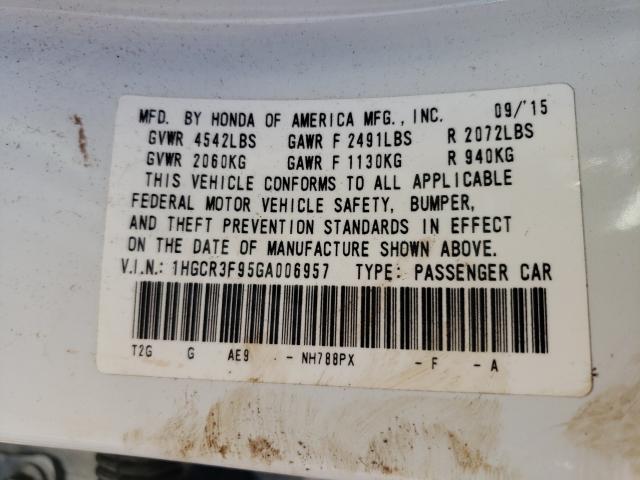 MFD. BY HONDA OF AMERICA MFG., INC. 09/'15
GVWR 4542LBS GAWR F 2491LBS R 2072LBS
GVWR 2060KG GAWR F 1130KG R 940KG
THIS VEHICLE CONFORMS TO ALL APPLICABLE
FEDERAL MOTOR VEHICLE SAFETY, BUMPER,
AND THEFT PREVENTION STANDARDS IN EFFECT
ON THE DATE OF MANUFACTURE SHOWN ABOVE.
V.I.N.: 1HGCR3F95GA006957 TYPE: PASSENGER CAR
T2G G AE9 - NH788PX - F - A